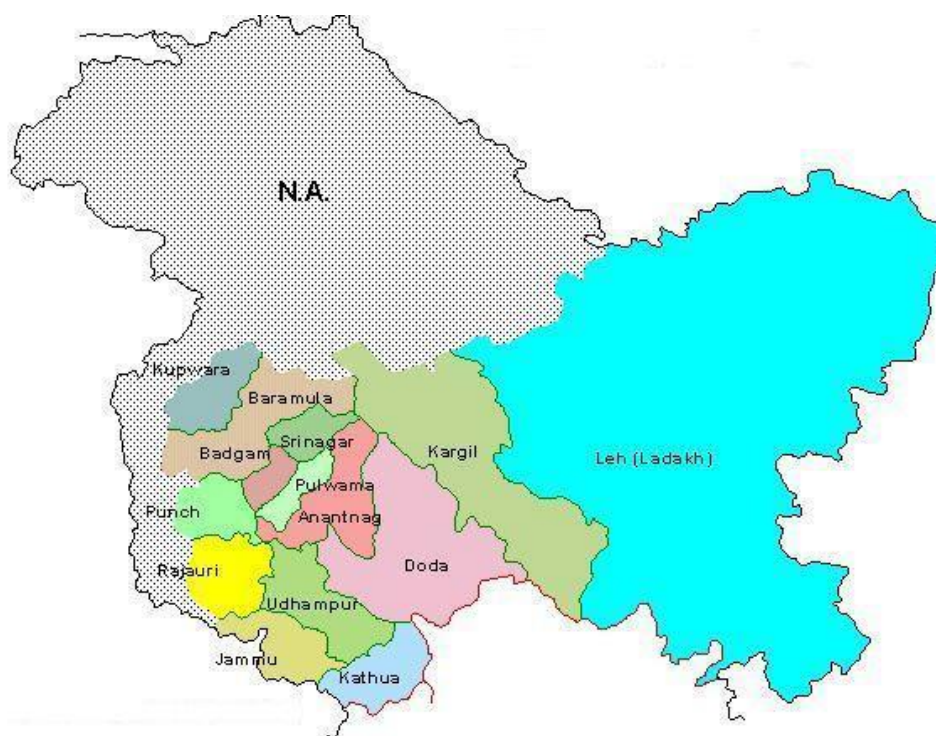 N.A.
Kupwara
Baramula
Srinagar
Badgam
Kargil
Leh (Ladakh)
Pulwama
Punch
Anantnag
Doda
Rajauri
Udhampur
Jammu
Kathua